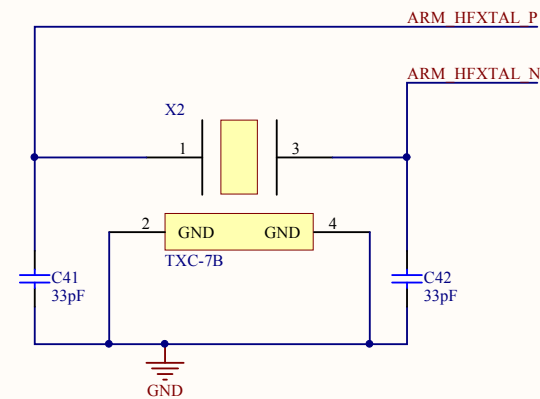 ARM_HFXTAL_P
ARM_HFXTAL_N
X2
1
3
2
GND
GND
4
TXC-7B
C41
33pF
C42
33pF
GND